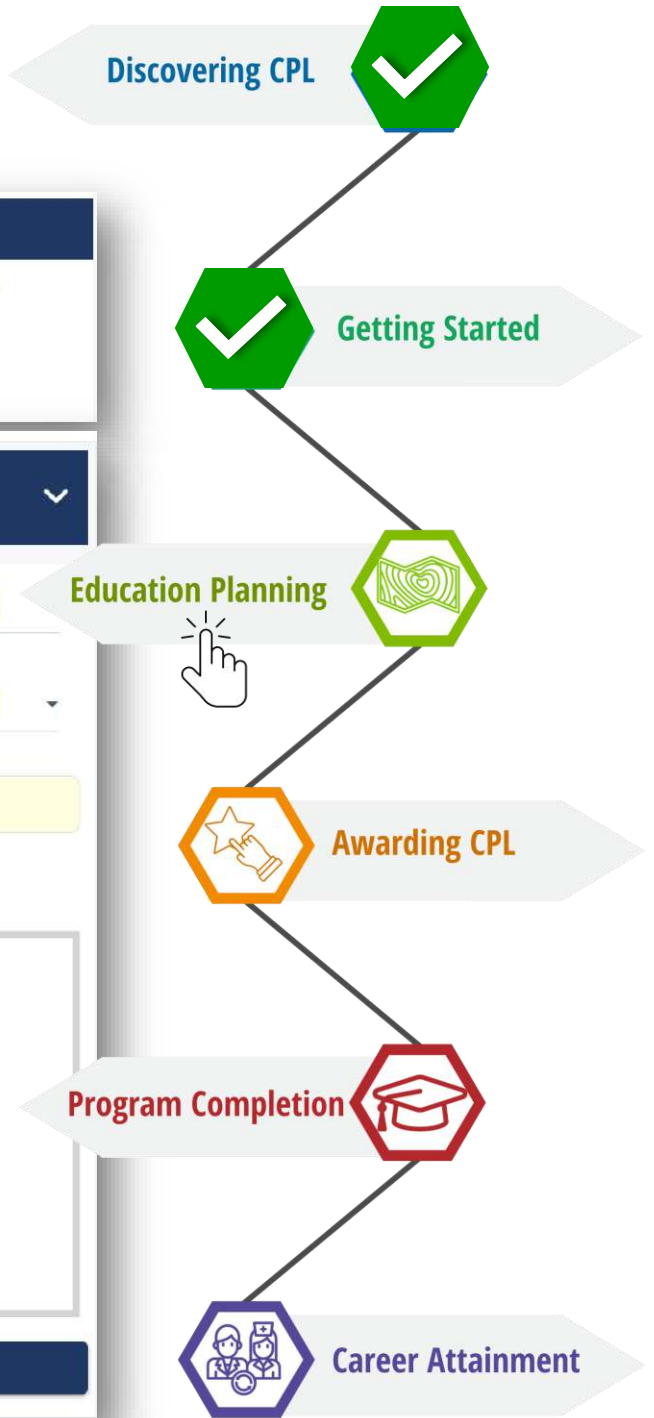 Discovering CPL
Getting Started
Education Planning
Awarding CPL
Program Completion
Career Attainment